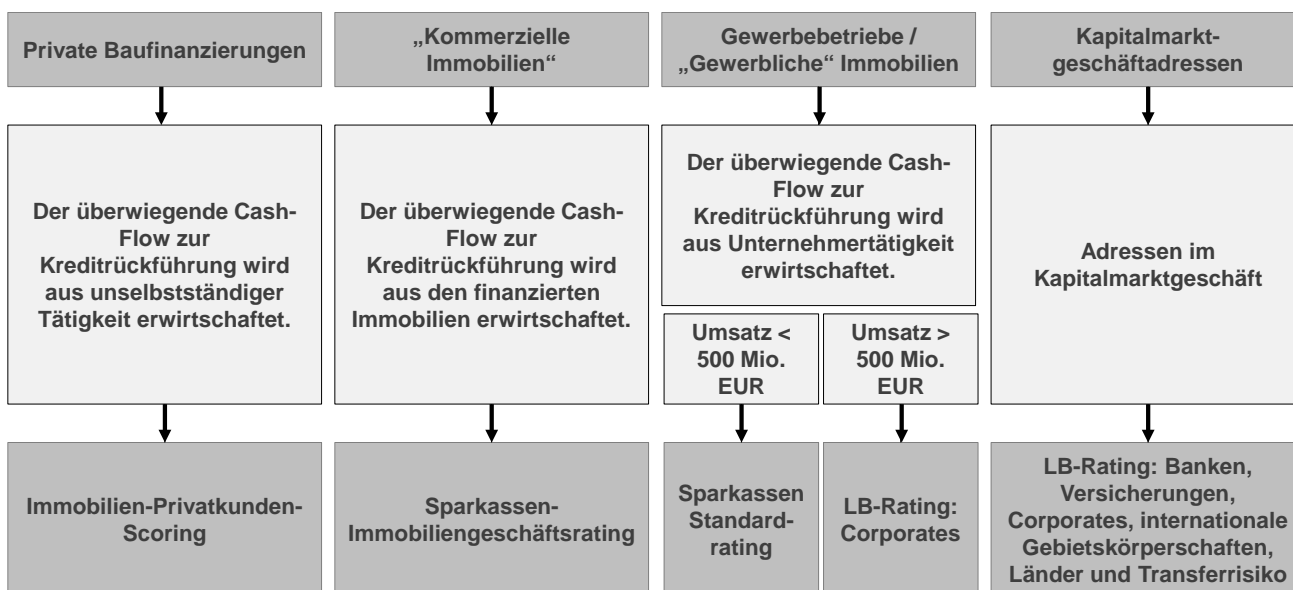 Private Baufinanzierungen
„Kommerzielle
Immobilien“
Gewerbebetriebe /
„Gewerbliche“ Immobilien
Kapitalmarkt-
geschäftadressen
Der überwiegende Cash-
Flow zur
Kreditrückführung wird
aus unselbstständiger
Tätigkeit erwirtschaftet.
Der überwiegende Cash-
Flow zur
Kreditrückführung wird
aus den finanzierten
Immobilien erwirtschaftet.
Der überwiegende Cash-
Flow zur
Kreditrückführung wird
aus Unternehmertätigkeit
erwirtschaftet.
Umsatz <
500 Mio.
EUR
Umsatz >
500 Mio.
EUR
Adressen im
Kapitalmarktgeschäft
Immobilien-Privatkunden-
Scoring
Sparkassen-
Immobiliengeschäftsrating
Sparkassen
Standard-
rating
LB-Rating:
Corporates
LB-Rating: Banken,
Versicherungen,
Corporates, internationale
Gebietskörperschaften,
Länder und Transferrisiko